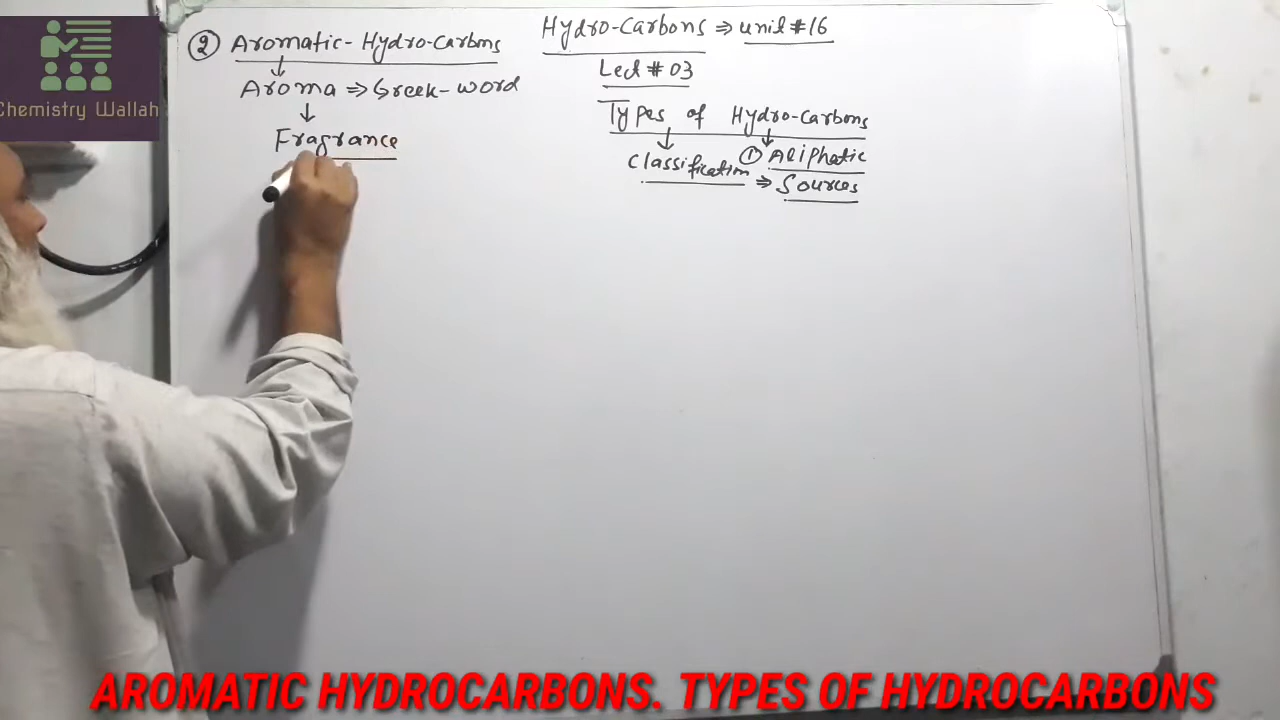 Chemistry Wallah
② Aromatic-Hydro-Carbons
Aroma ⇒ Greek-word
↓
Fragrance
Hydro-Carbons ⇒ unit #16
Lect # 03
Types of Hydro-Carbons
Classification ① Aliphatic
⇒ Sources
AROMATIC HYDROCARBONS. TYPES OF HYDROCARBONS